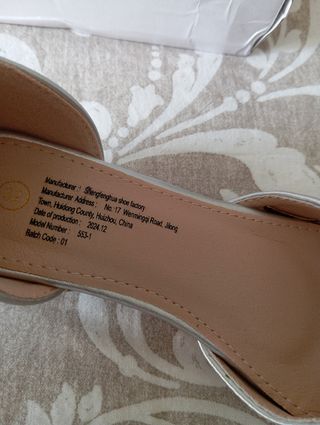 Manufacturer : Shengfenghua shoe factory
Manufacturer Address : No. 17 Wenmingqi Road, Jilong
Town, Huidong County, Huizhou, China
Date of production : 2024.12
Model Number : 553-1
Batch Code : 01